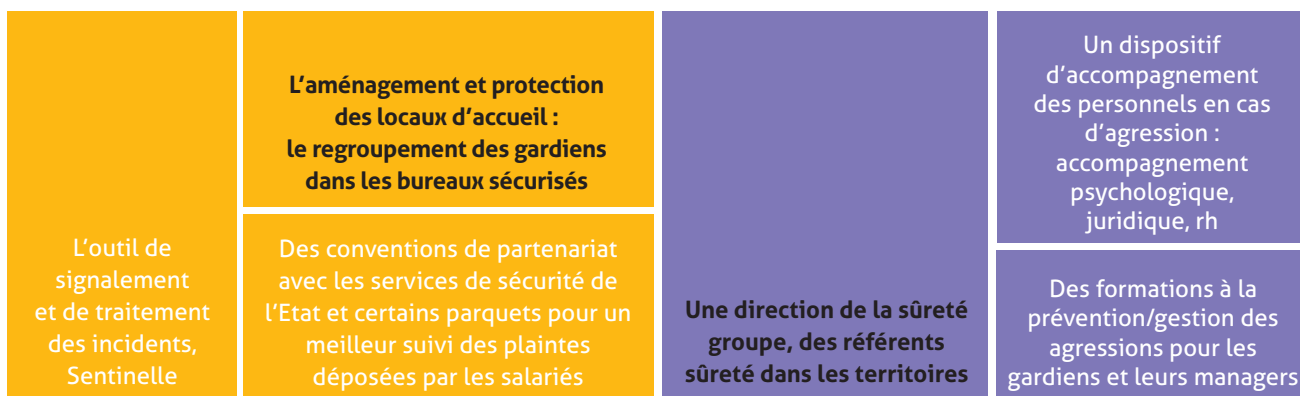 L'outil de
signalement
et de traitement
des incidents,
Sentinelle
L'aménagement et protection
des locaux d'accueil :
le regroupement des gardiens
dans les bureaux sécurisés
Des conventions de partenariat
avec les services de sécurité de
l'Etat et certains parquets pour un
meilleur suivi des plaintes
déposées par les salariés
Une direction de la sûreté
groupe, des référents
sûreté dans les territoires
Un dispositif
d'accompagnement
des personnels en cas
d'agression :
accompagnement
psychologique,
juridique, rh
Des formations à la
prévention/gestion des
agressions pour les
gardiens et leurs managers